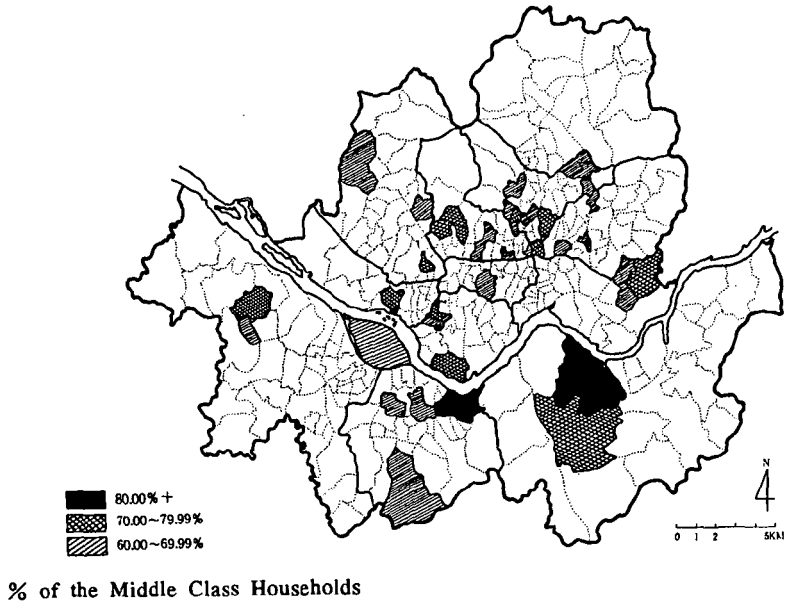 N
80.00% +
70.00~79.99%
60.00~69.99%
0 1 2 5KM
% of the Middle Class Households